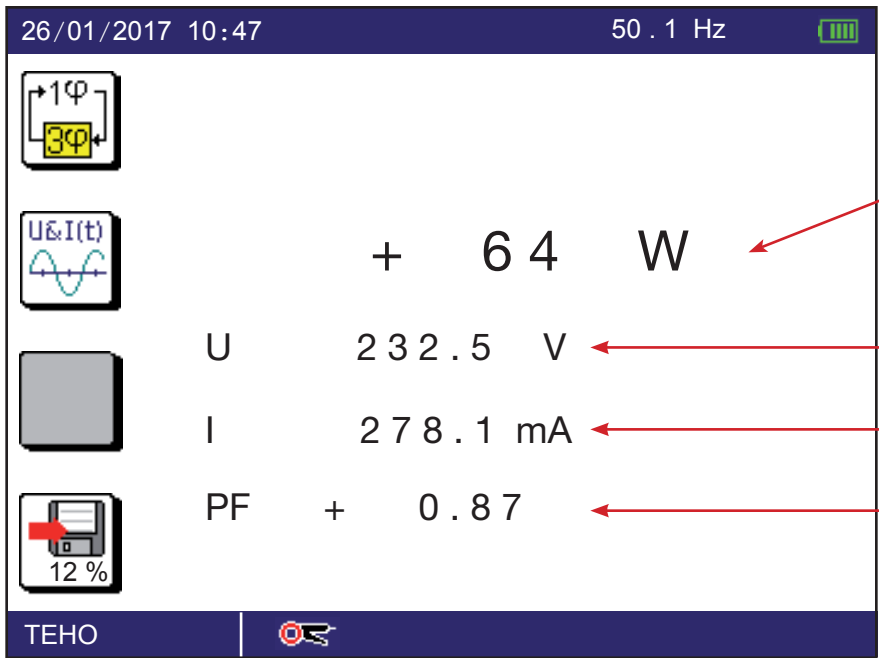 26/01/2017 10:47 50.1 Hz
1φ
3φ
+ 64 W
U&I(t)
U 232.5 V
I 278.1 mA
PF + 0.87
12 %
TEHO